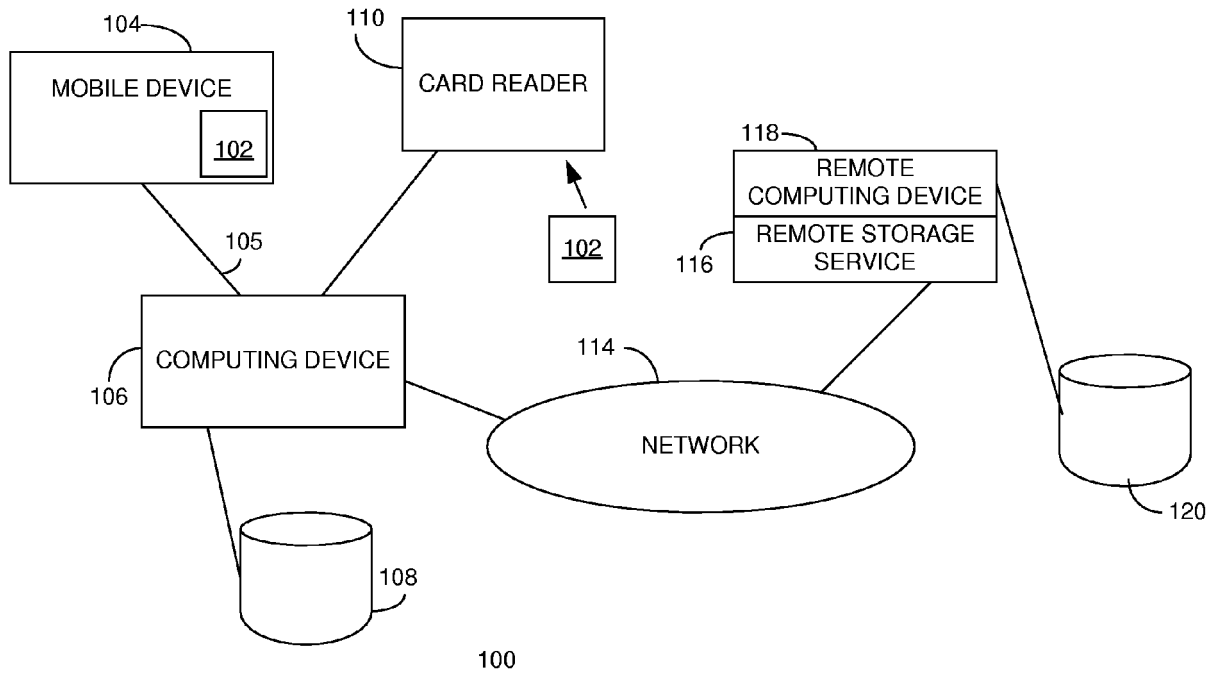 104
MOBILE DEVICE
102
110
CARD READER
102
118
REMOTE
COMPUTING DEVICE
REMOTE STORAGE
SERVICE
116
105
COMPUTING DEVICE
106
114
NETWORK
120
108
100